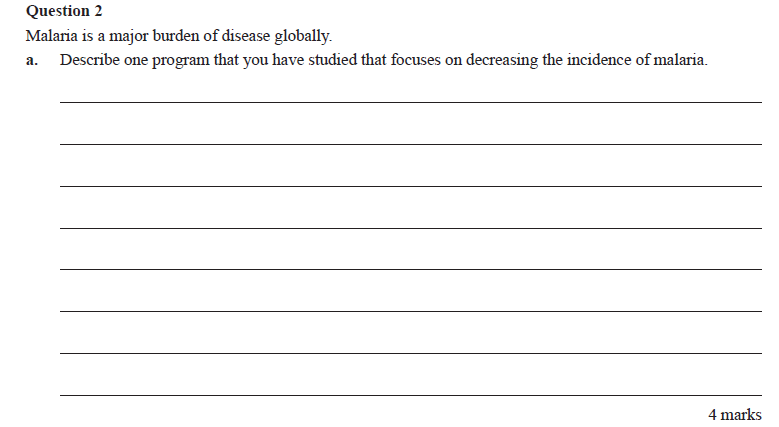 Question 2
Malaria is a major burden of disease globally.
a. Describe one program that you have studied that focuses on decreasing the incidence of malaria.
4 marks